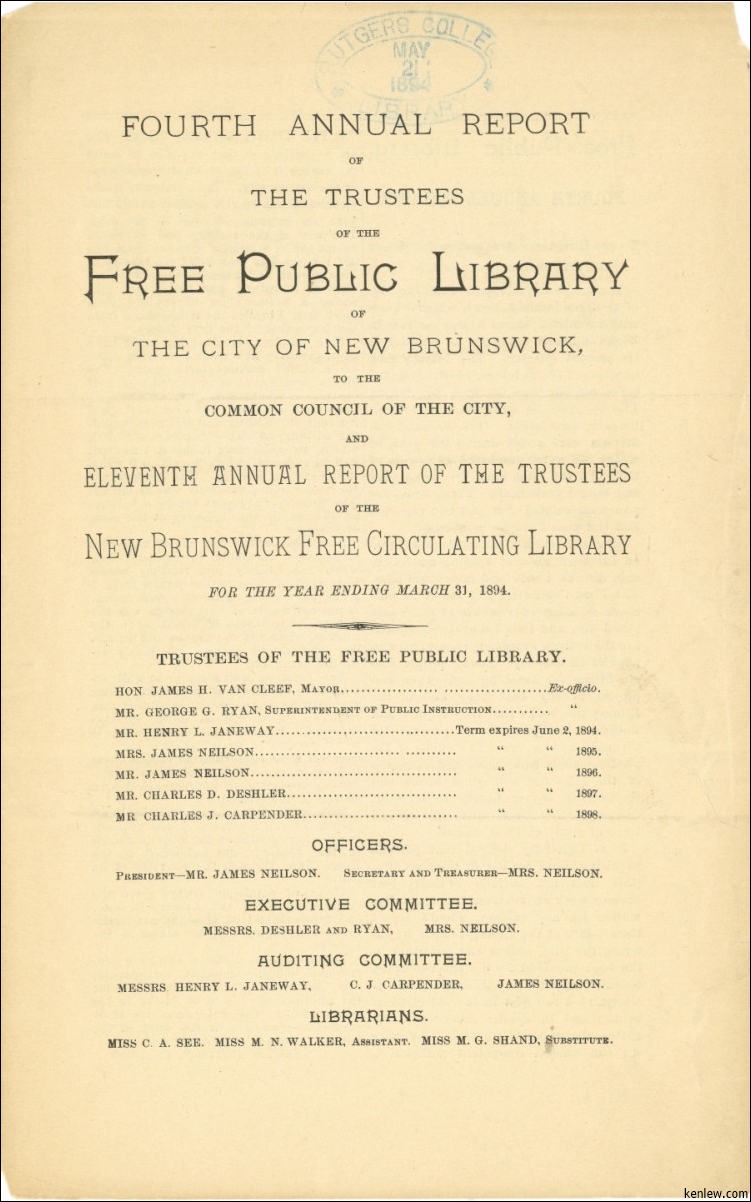 RUTGERS COLLE
MAY
21
1894
LIBRARY
FOURTH ANNUAL REPORT
OF
THE TRUSTEES
OF THE
FREE PUBLIC LIBRARY
OF
THE CITY OF NEW BRUNSWICK,
TO THE
COMMON COUNCIL OF THE CITY,
AND
ELEVENTH ANNUAL REPORT OF THE TRUSTEES
OF THE
NEW BRUNSWICK FREE CIRCULATING LIBRARY
FOR THE YEAR ENDING MARCH 31, 1894.
TRUSTEES OF THE FREE PUBLIC LIBRARY.
HON. JAMES H. VAN CLEEF, MAYOR........................................Ex-officio.
MR. GEORGE G. RYAN, SUPERINTENDENT OF PUBLIC INSTRUCTION........... “
MR. HENRY L. JANEWAY..................................Term expires June 2, 1894.
MRS. JAMES NEILSON..................................... “ “ 1895.
MR. JAMES NEILSON....................................... “ “ 1896.
MR. CHARLES D. DESHLER................................ “ “ 1897.
MR CHARLES J. CARPENDER............................. “ “ 1898.
OFFICERS.
PRESIDENT—MR. JAMES NEILSON. SECRETARY AND TREASURER—MRS. NEILSON.
EXECUTIVE COMMITTEE.
MESSRS. DESHLER AND RYAN, MRS. NEILSON.
AUDITING COMMITTEE.
MESSRS. HENRY L. JANEWAY, C. J. CARPENDER, JAMES NEILSON.
LIBRARIANS.
MISS C. A. SEE. MISS M. N. WALKER, ASSISTANT. MISS M. G. SHAND, SUBSTITUTE.
kenlew.com